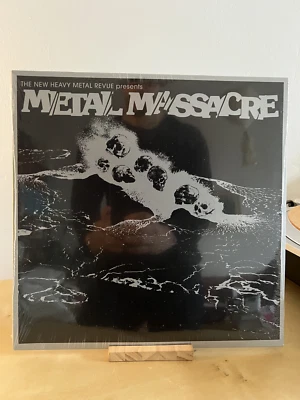 THE NEW HEAVY METAL REVUE presents
METAL MASSACRE